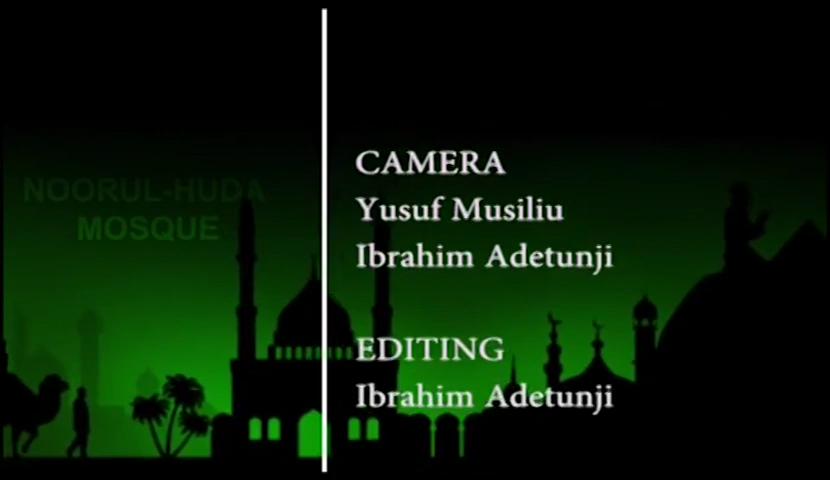 NOORUL-HUDA
MOSQUE
CAMERA
Yusuf Musiliu
Ibrahim Adetunji
EDITING
Ibrahim Adetunji